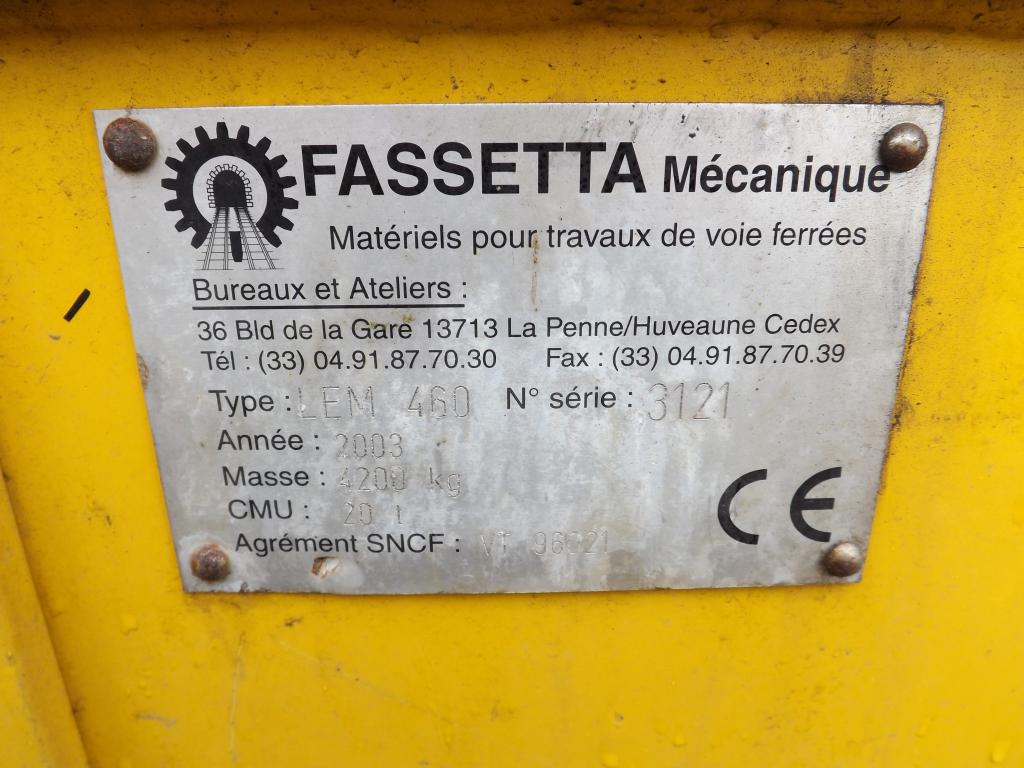 FASSETTA Mécanique
Matériels pour travaux de voie ferrées
Bureaux et Ateliers :
36 Bld de la Gare 13713 La Penne/Huveaune Cedex
Tél : (33) 04.91.87.70.30 Fax : (33) 04.91.87.70.39
Type : LEM 460 N° série : 3121
Année : 2003
Masse : 4200 kg
CMU : 20 t
Agrément SNCF : VT 96021
CE